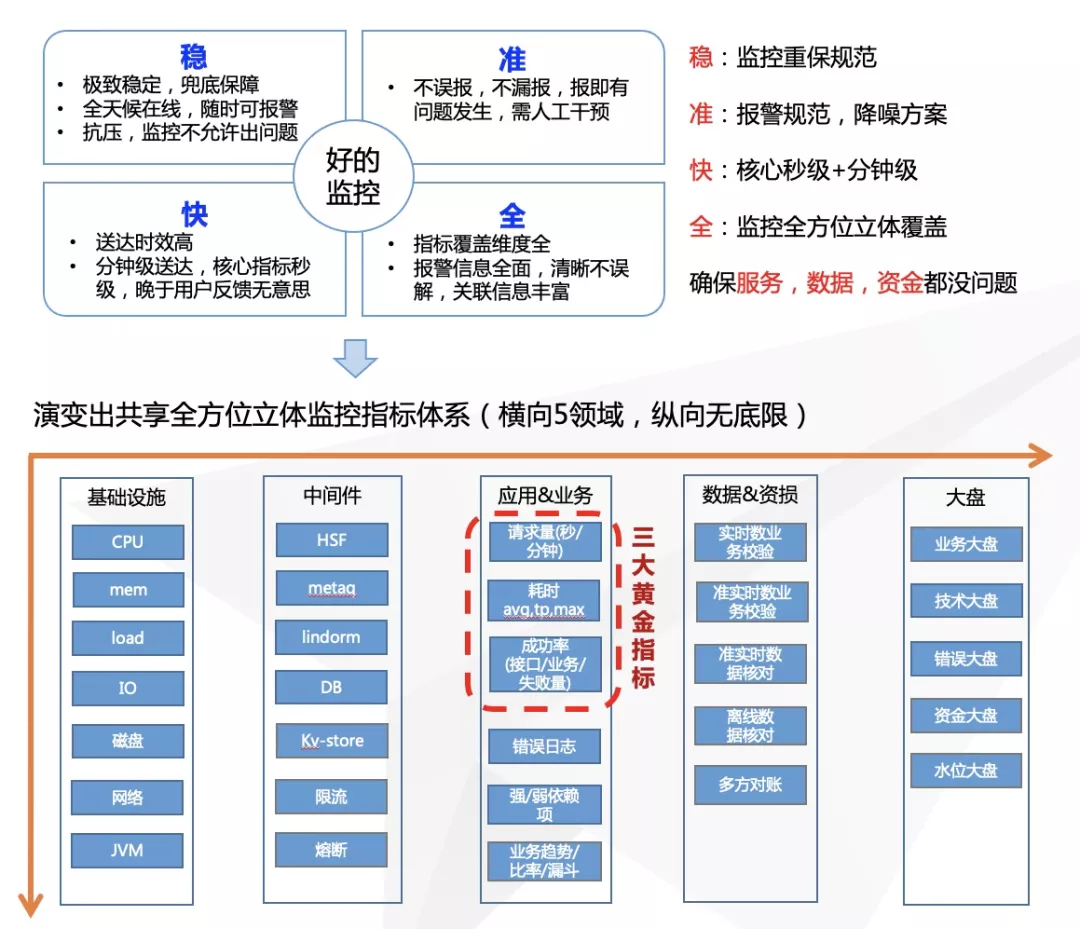 稳
• 极致稳定，兜底保障
• 全天候在线，随时可报警
• 抗压，监控不允许出问题
准
• 不误报，不漏报，报即有
问题发生，需人工干预
好的
监控
快
• 送达时效高
• 分钟级送达，核心指标秒
级，晚于用户反馈无意思
全
• 指标覆盖维度全
• 报警信息全面，清晰不误
解，关联信息丰富
稳：监控重保规范
准：报警规范，降噪方案
快：核心秒级+分钟级
全：监控全方位立体覆盖
确保服务，数据，资金都没问题
演变出共享全方位立体监控指标体系（横向5领域，纵向无底限）
基础设施
CPU
mem
load
IO
磁盘
网络
JVM
中间件
HSF
metaq
lindorm
DB
Kv-store
限流
熔断
应用&业务
请求量(秒/
分钟)
耗时
avg,tp,max
成功率
(接口/业务/
失败量)
三大黄金指标
错误日志
强/弱依赖
项
业务趋势/
比率/漏斗
数据&资损
实时数业
务校验
准实时数业
务校验
准实时数
据核对
离线数
据核对
多方对账
大盘
业务大盘
技术大盘
错误大盘
资金大盘
水位大盘